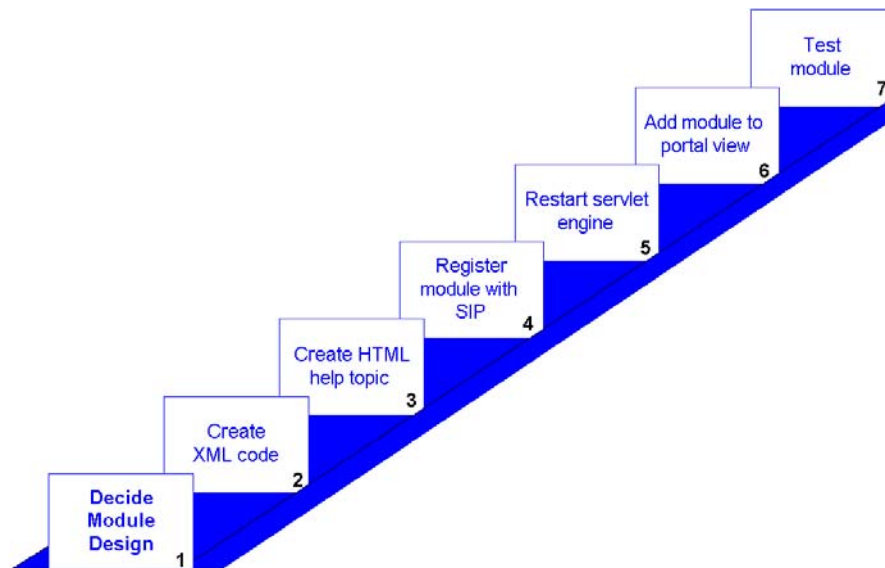 Test
module
7
Add module to
portal view
6
Restart servlet
engine
5
Register
module with
SIP
4
Create HTML
help topic
3
Create
XML code
2
Decide
Module
Design
1